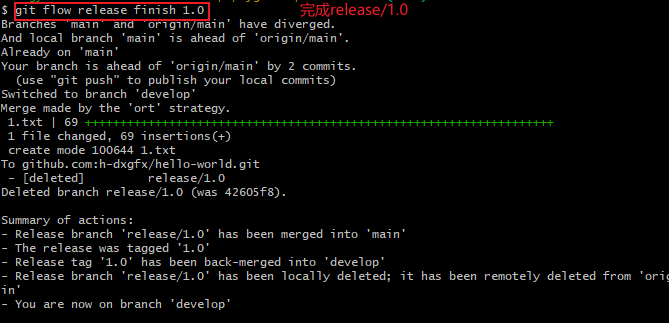 $ git flow release finish 1.0 完成release/1.0
Branches 'main' and 'origin/main' have diverged.
And local branch 'main' is ahead of 'origin/main'.
Already on 'main'
Your branch is ahead of 'origin/main' by 2 commits.
  (use "git push" to publish your local commits)
Switched to branch 'develop'
Merge made by the 'ort' strategy.
 1.txt | 69 +++++++++++++++++++++++++++++++++++++++++++++++++++++++++++++++++++++
 1 file changed, 69 insertions(+)
 create mode 100644 1.txt
To github.com:h-dxgfx/hello-world.git
 - [deleted]         release/1.0
Deleted branch release/1.0 (was 42605f8).
Summary of actions:
- Release branch 'release/1.0' has been merged into 'main'
- The release was tagged '1.0'
- Release tag '1.0' has been back-merged into 'develop'
- Release branch 'release/1.0' has been locally deleted; it has been remotely deleted from 'orig
in'
- You are now on branch 'develop'